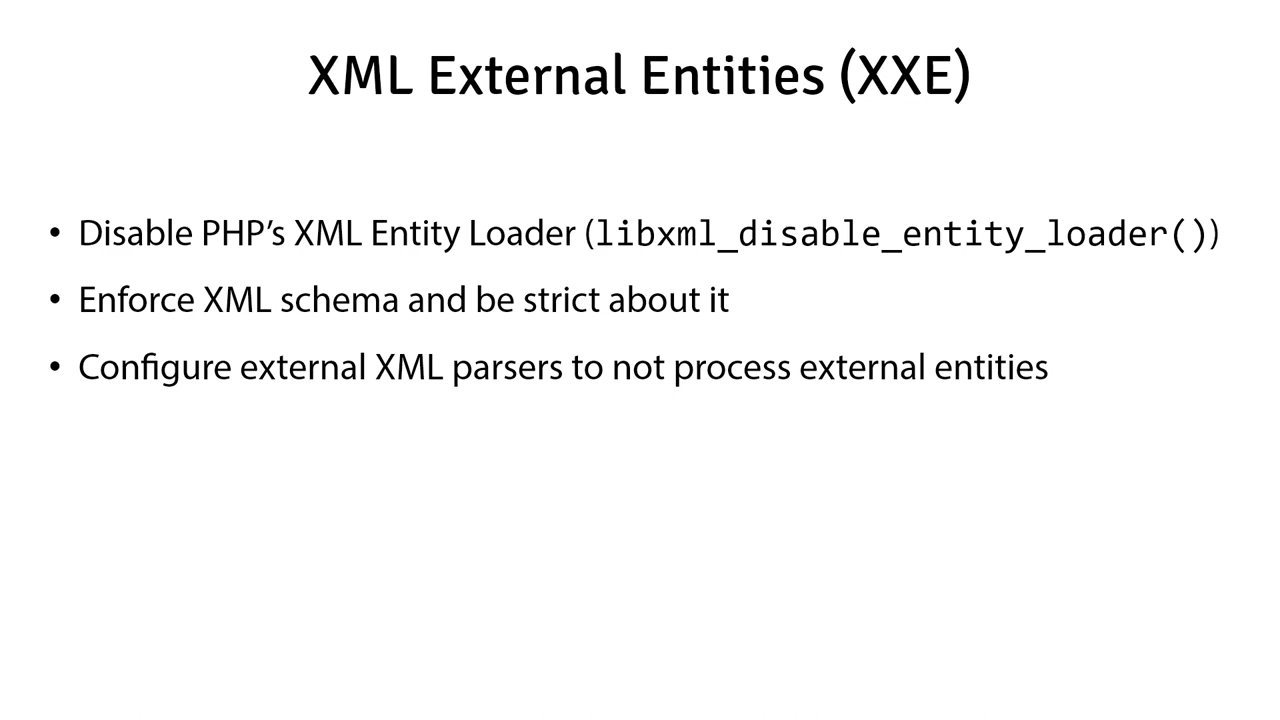 XML External Entities (XXE)
• Disable PHP’s XML Entity Loader (libxml_disable_entity_loader())
• Enforce XML schema and be strict about it
• Configure external XML parsers to not process external entities